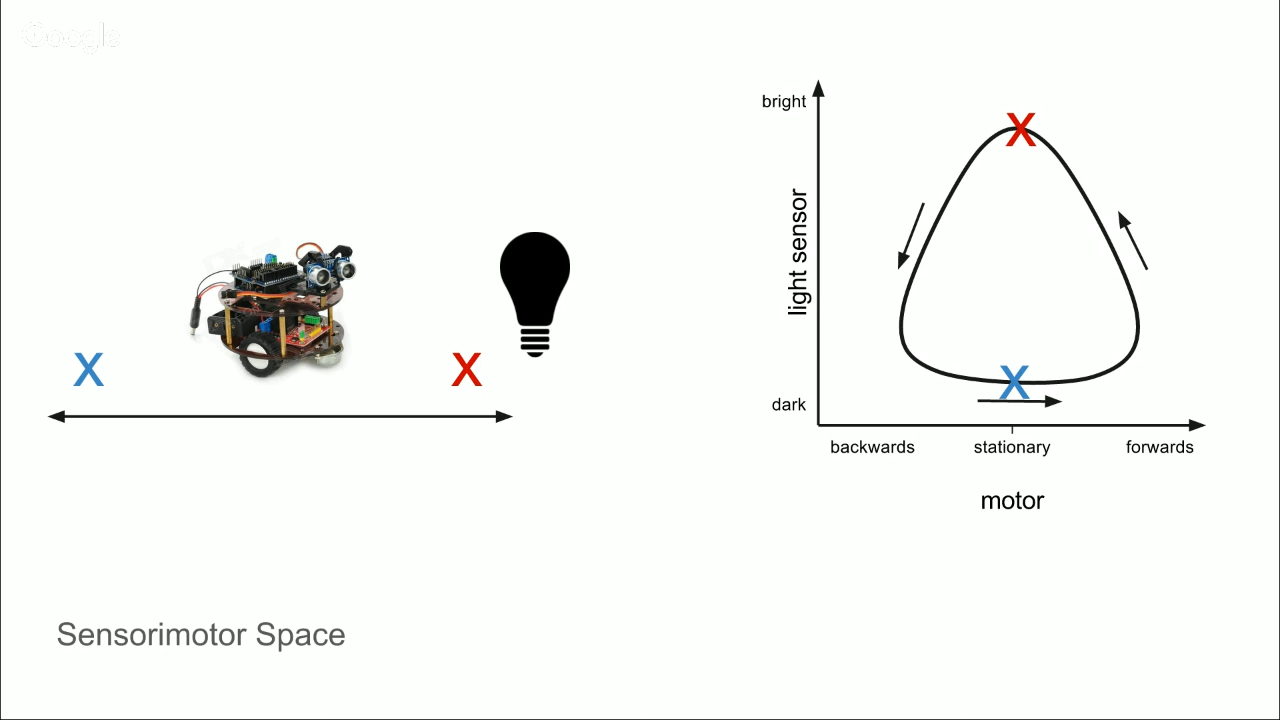 Google
bright
X
light sensor
X
X
X
dark
backwards
stationary
forwards
motor
Sensorimotor Space